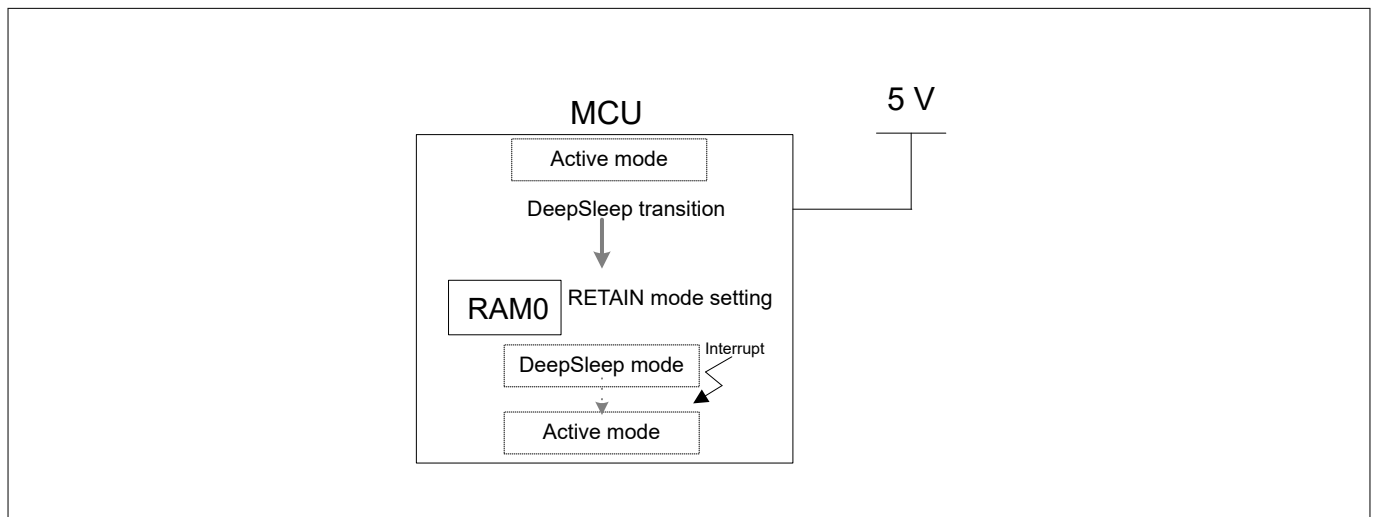 5 V
MCU
Active mode
DeepSleep transition
RAM0
RETAIN mode setting
Interrupt
DeepSleep mode
Active mode